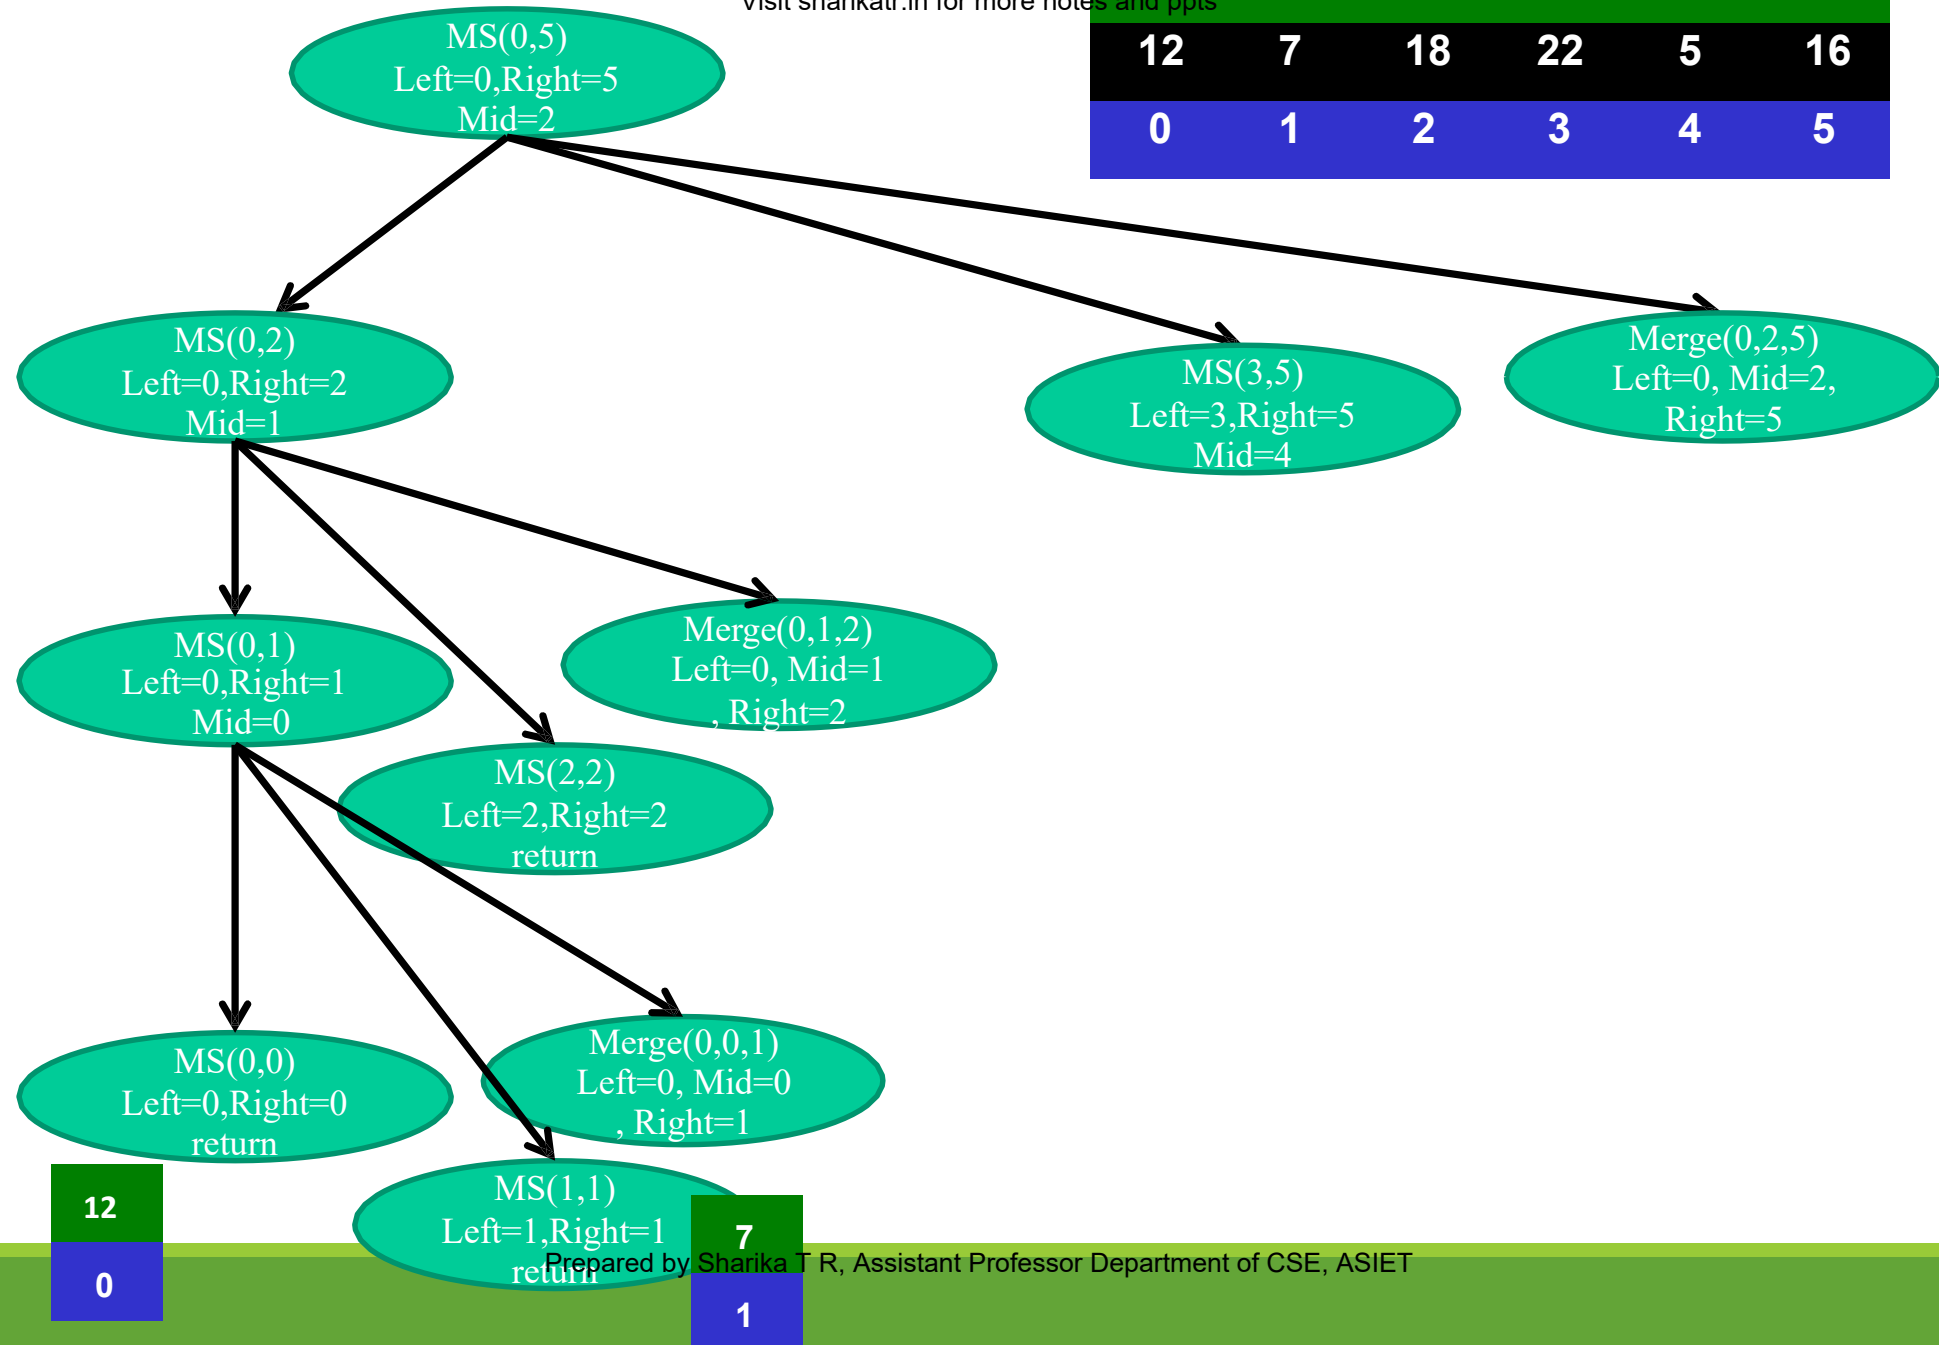 Visit sharikatr.in for more notes and ppts
MS(0,5)
Left=0,Right=5
Mid=2
12 7 18 22 5 16
0 1 2 3 4 5
MS(0,2)
Left=0,Right=2
Mid=1
MS(3,5)
Left=3,Right=5
Mid=4
Merge(0,2,5)
Left=0, Mid=2,
Right=5
MS(0,1)
Left=0,Right=1
Mid=0
Merge(0,1,2)
Left=0, Mid=1
, Right=2
MS(2,2)
Left=2,Right=2
return
MS(0,0)
Left=0,Right=0
return
Merge(0,0,1)
Left=0, Mid=0
, Right=1
MS(1,1)
Left=1,Right=1
return
12
0
7
1
Prepared by Sharika T R, Assistant Professor Department of CSE, ASIET